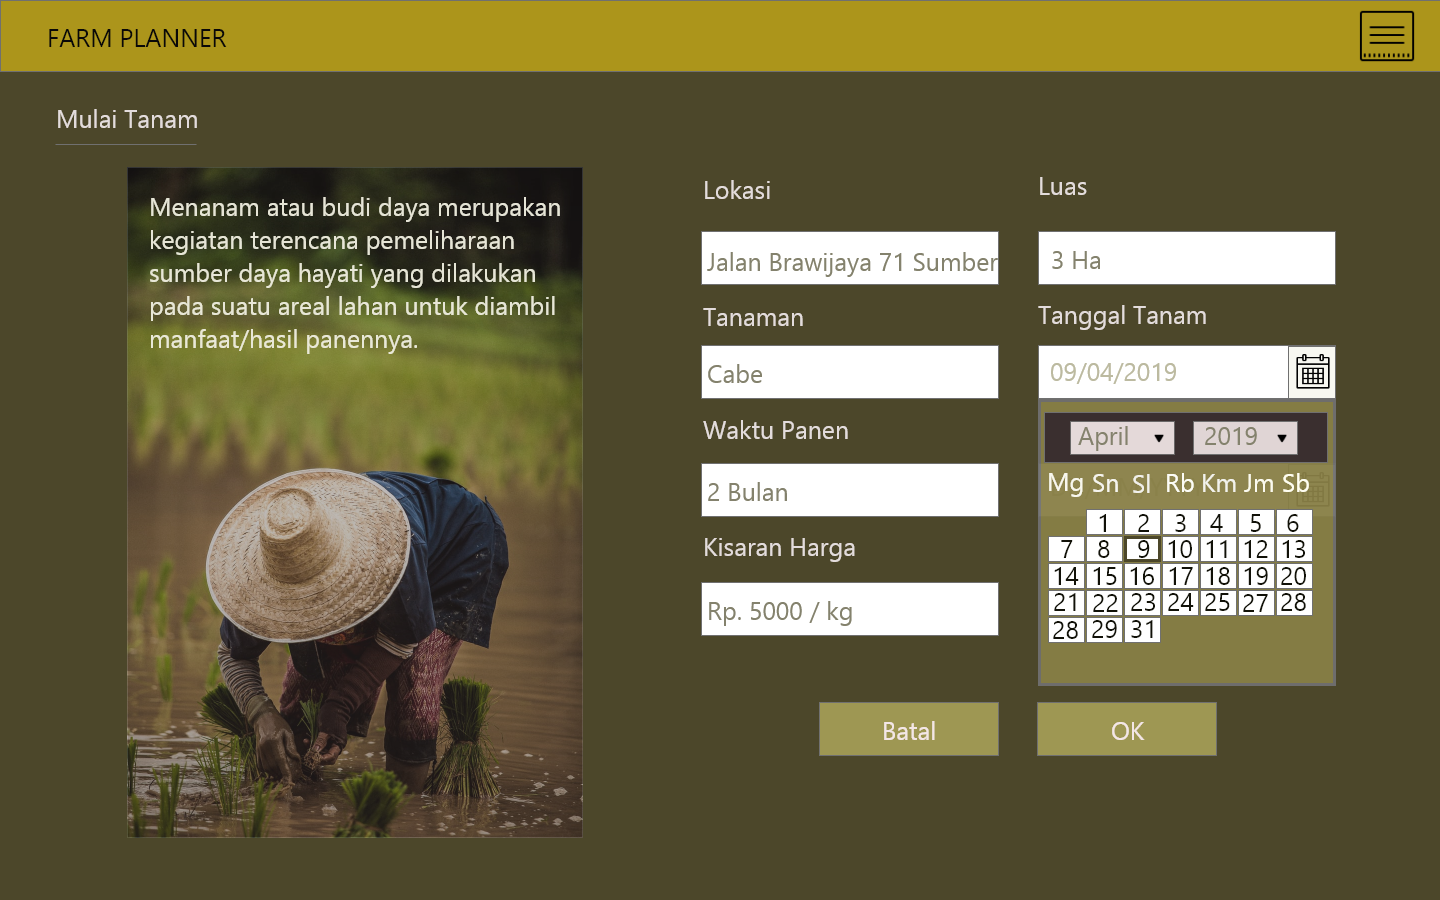 FARM PLANNER
Mulai Tanam
Menanam atau budi daya merupakan
kegiatan terencana pemeliharaan
sumber daya hayati yang dilakukan
pada suatu areal lahan untuk diambil
manfaat/hasil panennya.
Lokasi
Jalan Brawijaya 71 Sumber
Tanaman
Cabe
Waktu Panen
2 Bulan
Kisaran Harga
Rp. 5000 / kg
Luas
3 Ha
Tanggal Tanam
09/04/2019
April 2019
Mg Sn Sl Rb Km Jm Sb
1 2 3 4 5 6
7 8 9 10 11 12 13
14 15 16 17 18 19 20
21 22 23 24 25 27 28
28 29 31
Batal OK